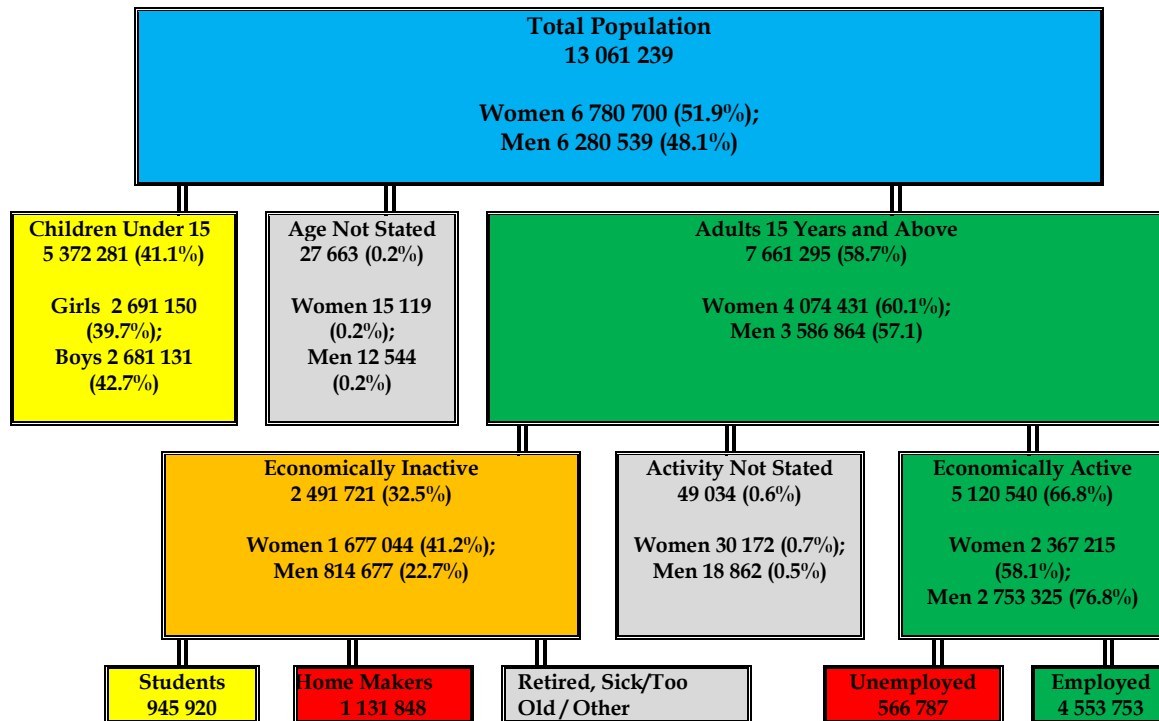 Total Population
13 061 239
Women 6 780 700 (51.9%);
Men 6 280 539 (48.1%)
Children Under 15
5 372 281 (41.1%)
Girls 2 691 150
(39.7%);
Boys 2 681 131
(42.7%)
Age Not Stated
27 663 (0.2%)
Women 15 119
(0.2%);
Men 12 544
(0.2%)
Adults 15 Years and Above
7 661 295 (58.7%)
Women 4 074 431 (60.1%);
Men 3 586 864 (57.1)
Economically Inactive
2 491 721 (32.5%)
Women 1 677 044 (41.2%);
Men 814 677 (22.7%)
Activity Not Stated
49 034 (0.6%)
Women 30 172 (0.7%);
Men 18 862 (0.5%)
Economically Active
5 120 540 (66.8%)
Women 2 367 215
(58.1%);
Men 2 753 325 (76.8%)
Students
945 920
Home Makers
1 131 848
Retired, Sick/Too
Old / Other
Unemployed
566 787
Employed
4 553 753